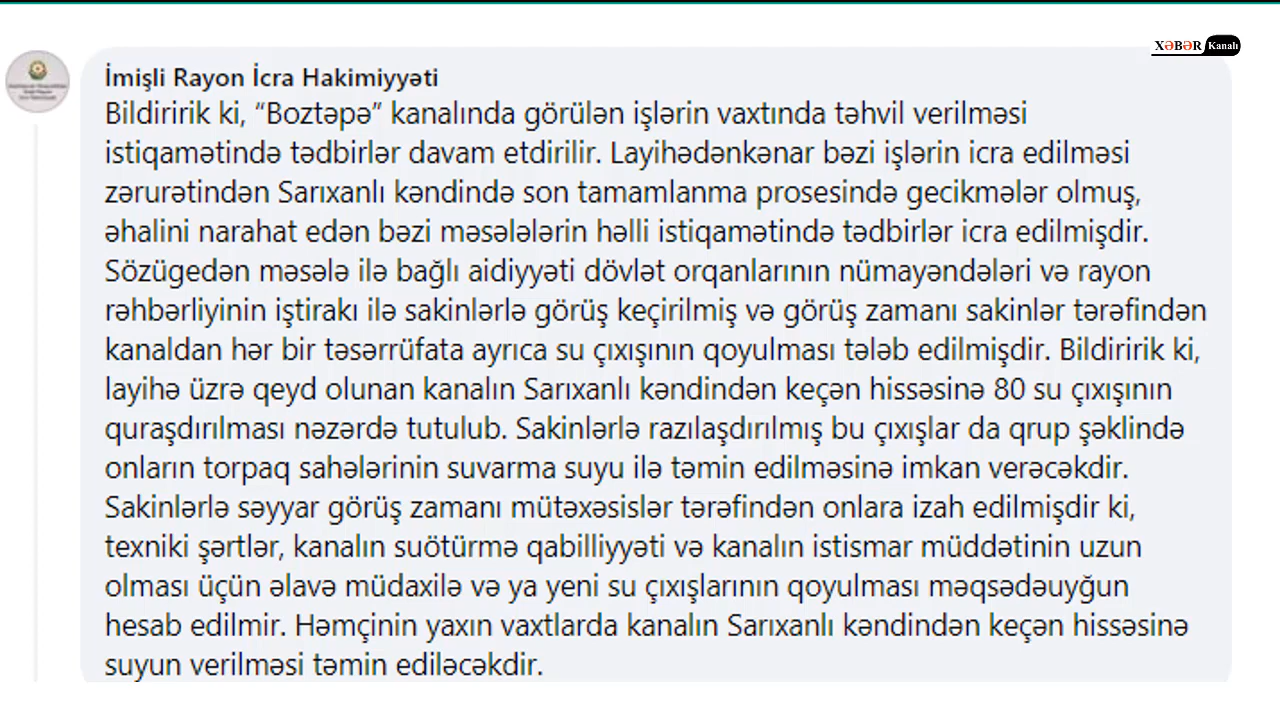 XƏBƏR Kanalı
İmişli Rayon İcra Hakimiyyəti
Bildiririk ki, “Boztəpə” kanalında görülən işlərin vaxtında təhvil verilməsi
istiqamətində tədbirlər davam etdirilir. Layihədənkənar bəzi işlərin icra edilməsi
zərurətindən Sarıxanlı kəndində son tamamlanma prosesində gecikmələr olmuş,
əhalini narahat edən bəzi məsələlərin həlli istiqamətində tədbirlər icra edilmişdir.
Sözügedən məsələ ilə bağlı aidiyyəti dövlət orqanlarının nümayəndələri və rayon
rəhbərliyinin iştirakı ilə sakinlərlə görüş keçirilmiş və görüş zamanı sakinlər tərəfindən
kanaldan hər bir təsərrüfata ayrıca su çıxışının qoyulması tələb edilmişdir. Bildiririk ki,
layihə üzrə qeyd olunan kanalın Sarıxanlı kəndindən keçən hissəsinə 80 su çıxışının
quraşdırılması nəzərdə tutulub. Sakinlərlə razılaşdırılmış bu çıxışlar da qrup şəklində
onların torpaq sahələrinin suvarma suyu ilə təmin edilməsinə imkan verəcəkdir.
Sakinlərlə səyyar görüş zamanı mütəxəsislər tərəfindən onlara izah edilmişdir ki,
texniki şərtlər, kanalın suötürmə qabilliyyəti və kanalın istismar müddətinin uzun
olması üçün əlavə müdaxilə və ya yeni su çıxışlarının qoyulması məqsədəuyğun
hesab edilmir. Həmçinin yaxın vaxtlarda kanalın Sarıxanlı kəndindən keçən hissəsinə
suyun verilməsi təmin ediləcəkdir.